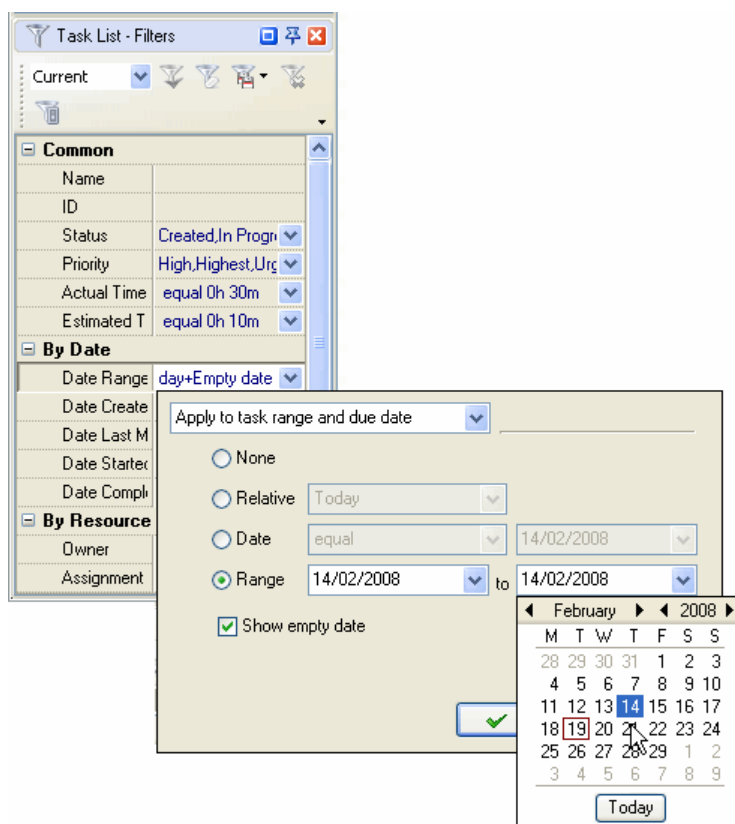 Task List - Filters
Current
Common
Name
ID
Status Created,In Progr
Priority High,Highest,Urg
Actual Time equal 0h 30m
Estimated T equal 0h 10m
By Date
Date Range day+Empty date
Date Create
Date Last M
Date Started
Date Compl
By Resource
Owner
Assignment
Apply to task range and due date
None
Relative Today
Date equal 14/02/2008
Range 14/02/2008 to 14/02/2008
Show empty date
February 2008
M T W T F S S
28 29 30 31 1 2 3
4 5 6 7 8 9 10
11 12 13 14 15 16 17
18 19 20 21 22 23 24
25 26 27 28 29 1 2
3 4 5 6 7 8 9
Today